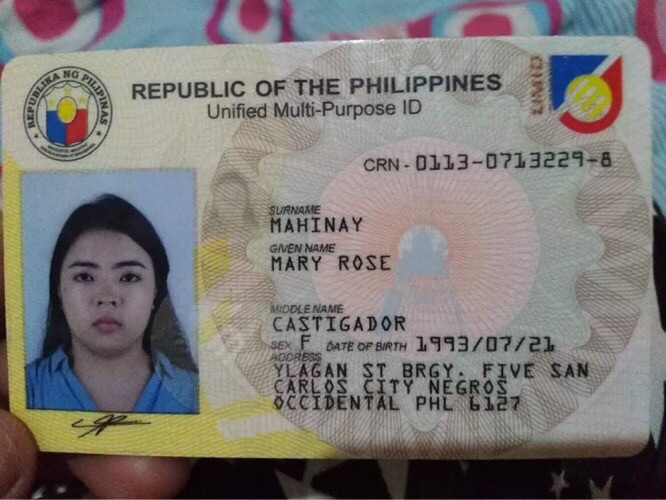 REPUBLIKA NG PILIPINAS
REPUBLIC OF THE PHILIPPINES
Unified Multi-Purpose ID
UMID
CRN - 0113-0713229-8
SURNAME
MAHINAY
GIVEN NAME
MARY ROSE
MIDDLE NAME
CASTIGADOR
SEX F DATE OF BIRTH 1993/07/21
ADDRESS
YLAGAN ST BRGY. FIVE SAN
CARLOS CITY NEGROS
OCCIDENTAL PHL 6127